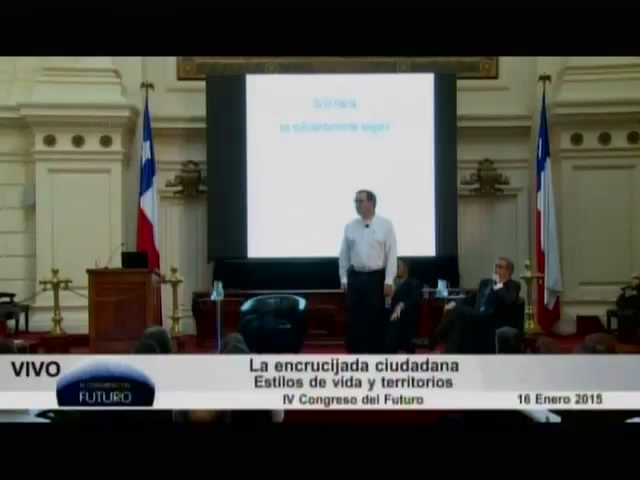 VIVO
FUTURO
La encrucijada ciudadana
Estilos de vida y territorios
IV Congreso del Futuro
16 Enero 2015